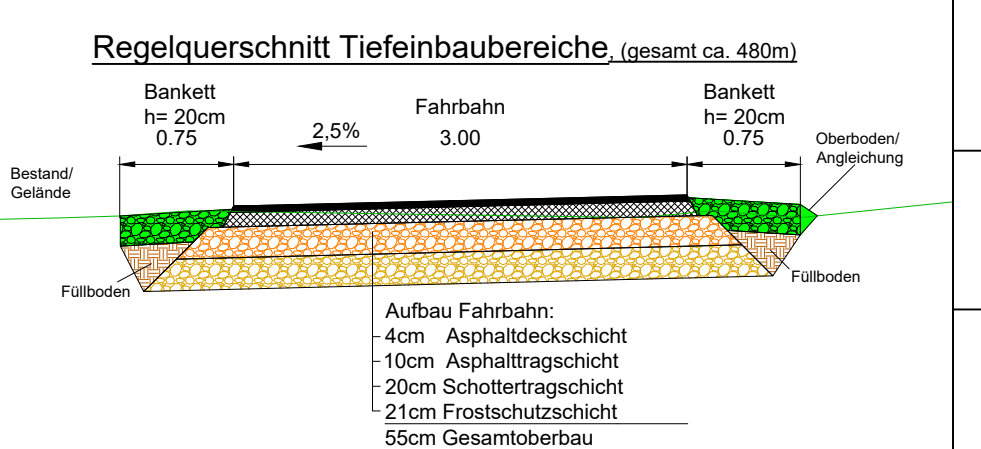 Regelquerschnitt Tiefeinbaubereiche, (gesamt ca. 480m)
Bankett
h= 20cm
0.75
2,5%
Fahrbahn
3.00
Bankett
h= 20cm
0.75
Oberboden/
Angleichung
Bestand/
Gelände
Füllboden
Füllboden
Aufbau Fahrbahn:
4cm Asphaltdeckschicht
10cm Asphalttragschicht
20cm Schottertragschicht
21cm Frostschutzschicht
55cm Gesamtoberbau